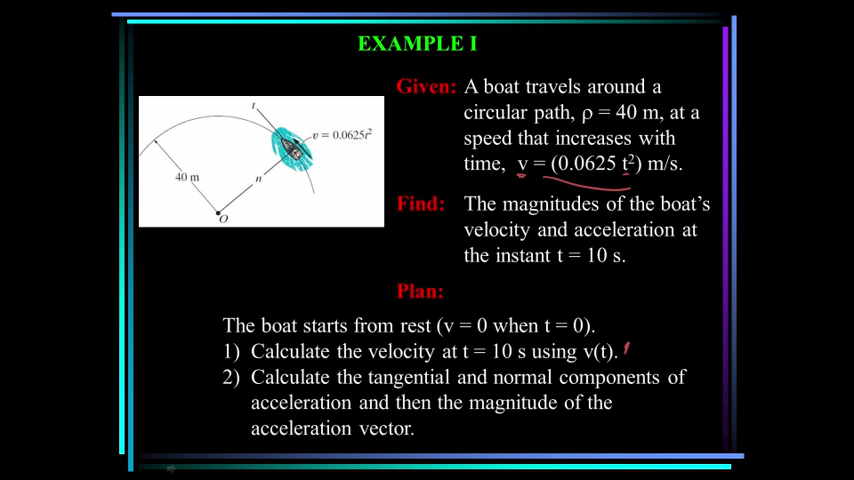 EXAMPLE I
Given: A boat travels around a
circular path, ρ = 40 m, at a
speed that increases with
time, v = (0.0625 t²) m/s.
t
v = 0.0625t²
40 m
n
O
Find: The magnitudes of the boat's
velocity and acceleration at
the instant t = 10 s.
Plan:
The boat starts from rest (v = 0 when t = 0).
1) Calculate the velocity at t = 10 s using v(t).
2) Calculate the tangential and normal components of
acceleration and then the magnitude of the
acceleration vector.